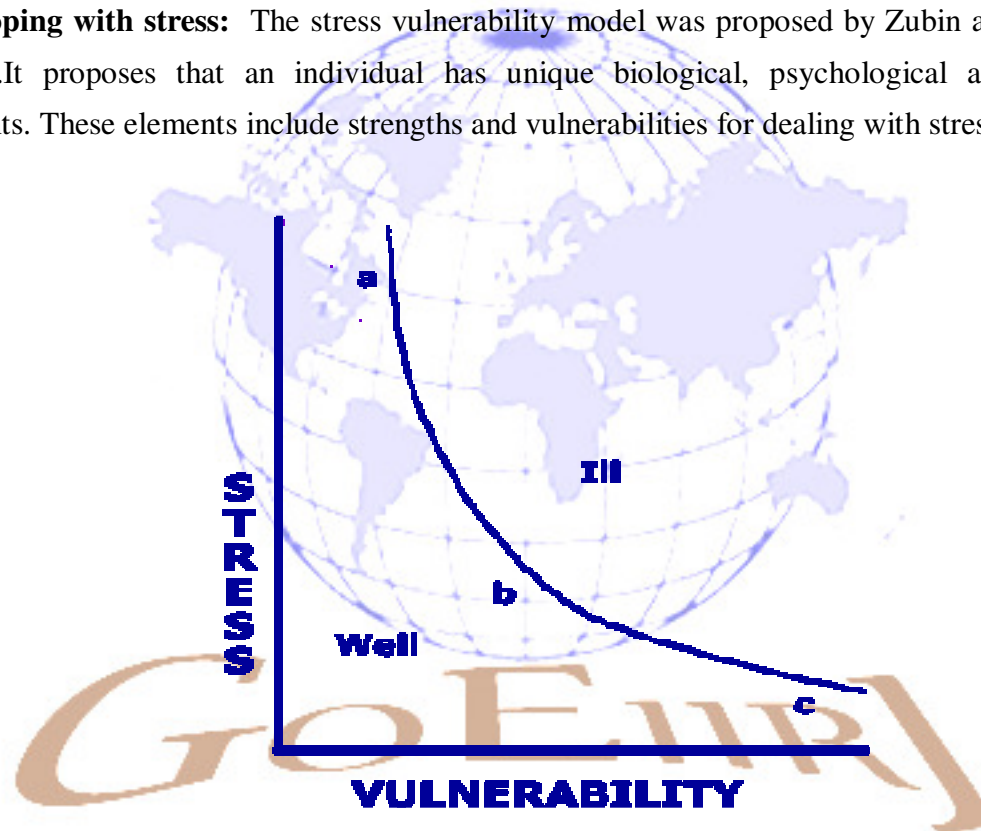 oping with stress: The stress vulnerability model was proposed by Zubin a
.It proposes that an individual has unique biological, psychological a
ts. These elements include strengths and vulnerabilities for dealing with stres
a
Ill
STRESS
b
Well
c
GOEIIRJ
VULNERABILITY